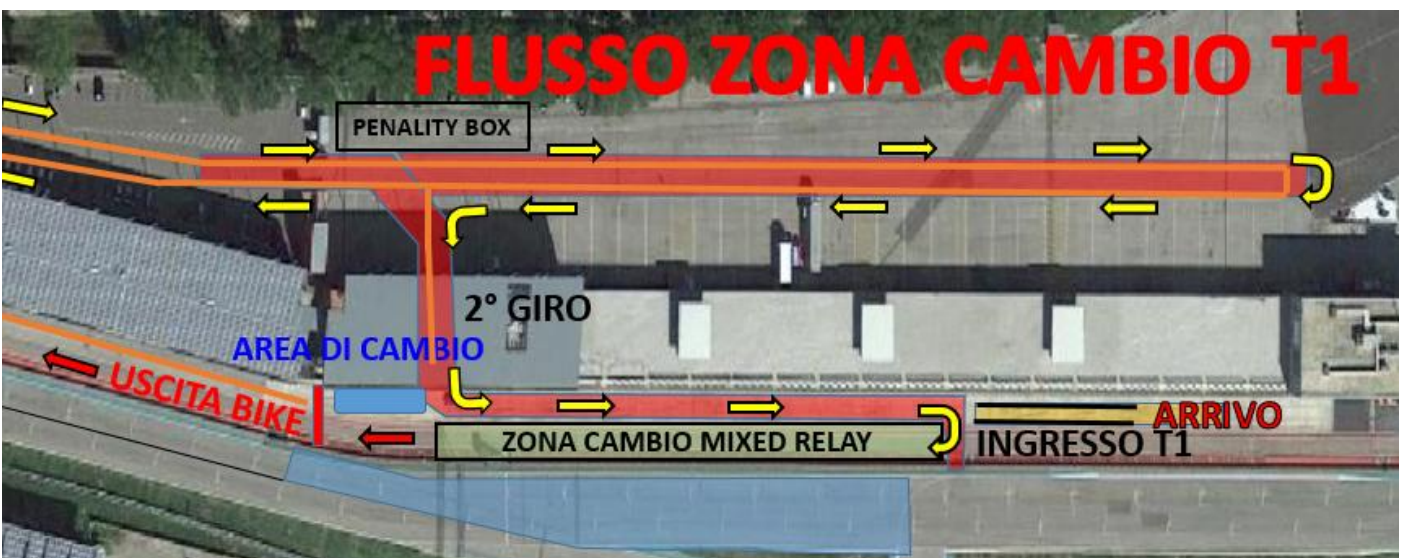 FLUSSO ZONA CAMBIO T1
PENALITY BOX
2° GIRO
AREA DI CAMBIO
USCITA BIKE
ARRIVO
ZONA CAMBIO MIXED RELAY
INGRESSO T1